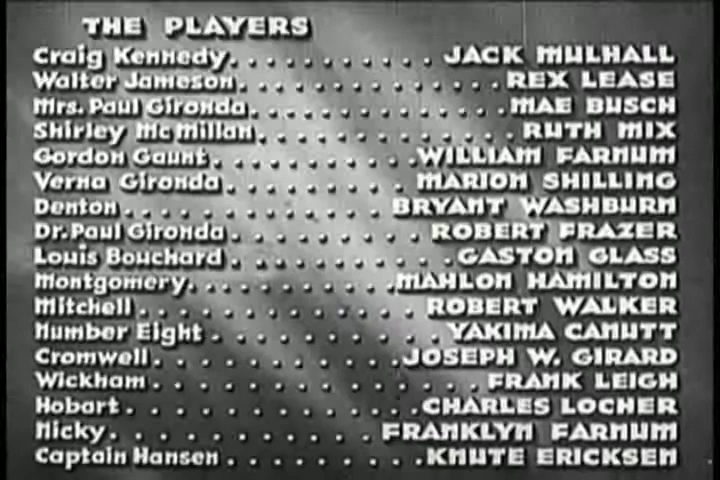 THE PLAYERS
Craig Kennedy. . . . . . . . . . JACK MULHALL
Walter Jameson. . . . . . . . . . . . . REX LEASE
Mrs. Paul Gironda. . . . . . . . . . . . . MAE BUSCH
Shirley McMillan. . . . . . . . . . . . . RUTH MIX
Gordon Gaunt. . . . . . . . . . WILLIAM FARNUM
Verna Gironda. . . . . . . . . MARION SHILLING
Denton. . . . . . . . . . . . . BRYANT WASHBURN
Dr. Paul Gironda . . . . . . . . . ROBERT FRAZER
Louis Bouchard . . . . . . . . . . GASTON GLASS
Montgomery. . . . . . . . . . MAHLON HAMILTON
Mitchell . . . . . . . . . . . . . ROBERT WALKER
Number Eight . . . . . . . . . . YAKIMA CANUTT
Cromwell. . . . . . . . . . . . JOSEPH W. GIRARD
Wickham . . . . . . . . . . . . . . FRANK LEIGH
Hobart. . . . . . . . . . . . . CHARLES LOCHER
Nicky. . . . . . . . . . . . . FRANKLYN FARNUM
Captain Hansen . . . . . . . . KNUTE ERICKSEN